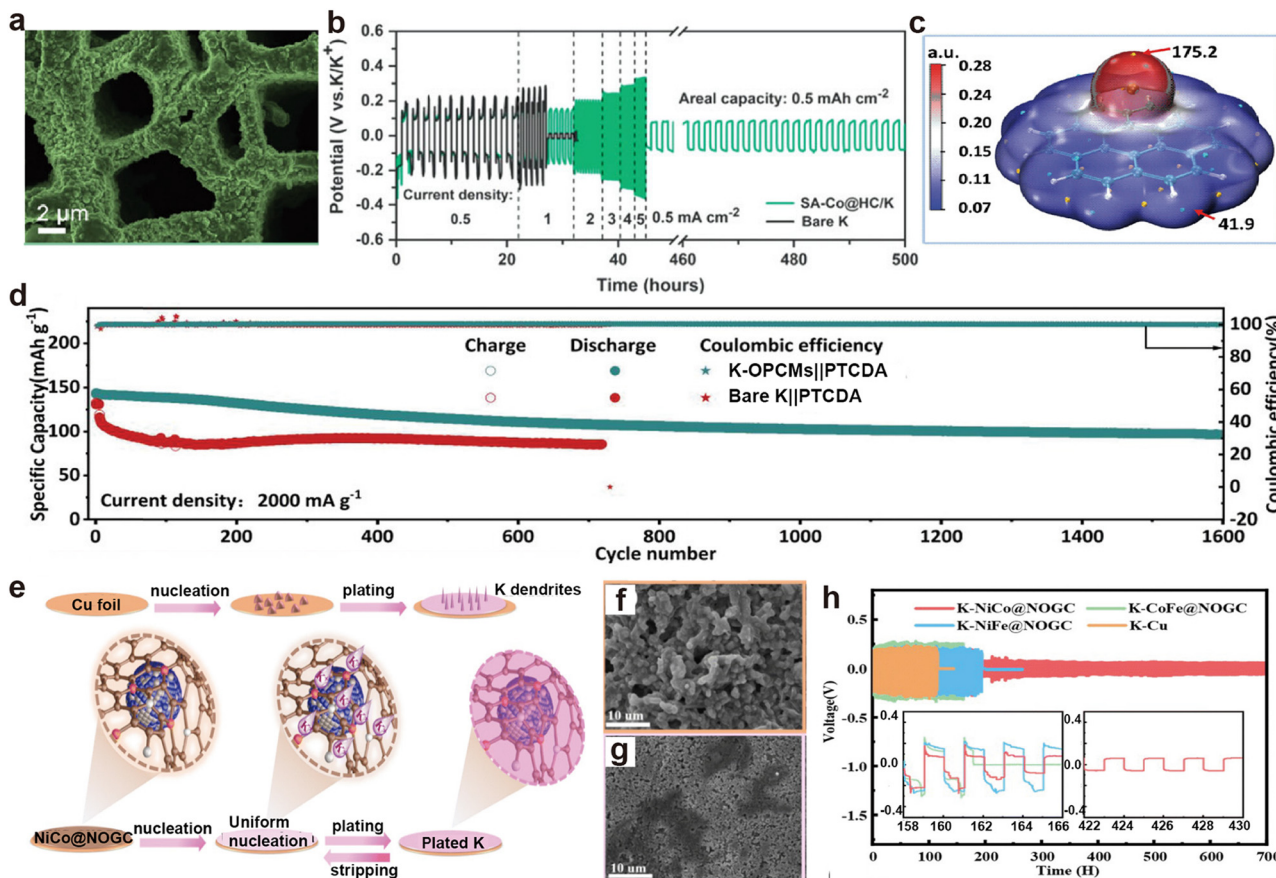 a
2 μm
b
Potential (V vs.K/K+)
0.6
0.4
0.2
0.0
-0.2
-0.4
-0.6
Areal capacity: 0.5 mAh cm-2
Current density:
0.5
1
2
3
4
5
0.5 mA cm-2
SA-Co@HC/K
Bare K
0
20
40
460
480
500
Time (hours)
c
a.u.
0.28
0.24
0.20
0.15
0.11
0.07
175.2
41.9
d
Specific Capacity(mAh g-1)
225
200
175
150
125
100
75
50
25
0
Charge
Discharge
Coulombic efficiency
K-OPCMs||PTCDA
Bare K||PTCDA
Current density: 2000 mA g-1
0
200
400
600
800
1000
1200
1400
1600
Cycle number
100
80
60
40
20
0
-20
Coulombic efficiency(%)
e
Cu foil
nucleation
plating
K dendrites
NiCo@NOGC
nucleation
Uniform
nucleation
plating
stripping
Plated K
f
10 um
g
10 um
h
Voltage(V)
0.5
0.0
-0.5
-1.0
-1.5
K-NiCo@NOGC
K-CoFe@NOGC
K-NiFe@NOGC
K-Cu
0.4
0.0
-0.4
158
160
162
164
166
0.4
0.0
-0.4
422
424
426
428
430
0
100
200
300
400
500
600
700
Time (H)